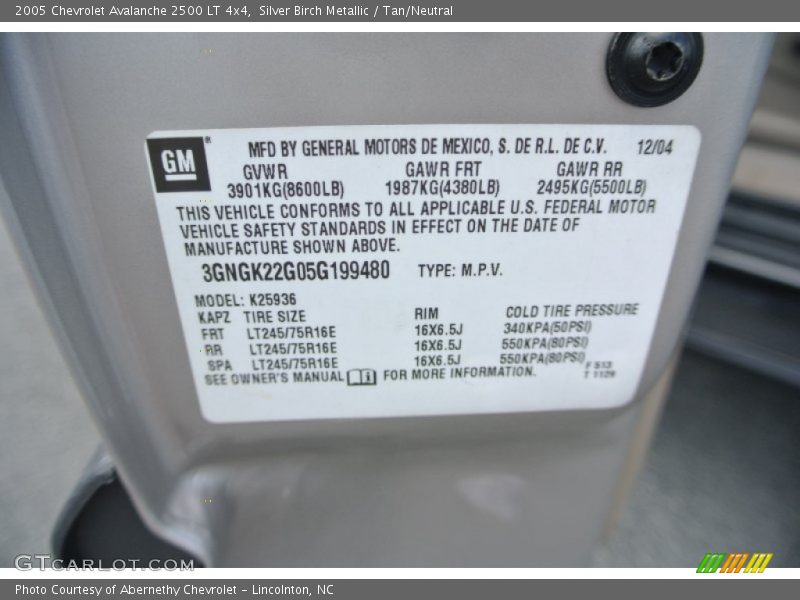 2005 Chevrolet Avalanche 2500 LT 4x4, Silver Birch Metallic / Tan/Neutral
GM ® MFD BY GENERAL MOTORS DE MEXICO, S. DE R.L. DE C.V. 12/04
GVWR GAWR FRT GAWR RR
3901KG(8600LB) 1987KG(4380LB) 2495KG(5500LB)
THIS VEHICLE CONFORMS TO ALL APPLICABLE U.S. FEDERAL MOTOR
VEHICLE SAFETY STANDARDS IN EFFECT ON THE DATE OF
MANUFACTURE SHOWN ABOVE.
3GNGK22G05G199480 TYPE: M.P.V.
MODEL: K25936
KAPZ TIRE SIZE RIM COLD TIRE PRESSURE
FRT LT245/75R16E 16X6.5J 340KPA(50PSI)
RR LT245/75R16E 16X6.5J 550KPA(80PSI)
SPA LT245/75R16E 16X6.5J 550KPA(80PSI)
SEE OWNER'S MANUAL FOR MORE INFORMATION.
F 513
T 1129
GTCARLOT.COM
Photo Courtesy of Abernethy Chevrolet – Lincolnton, NC